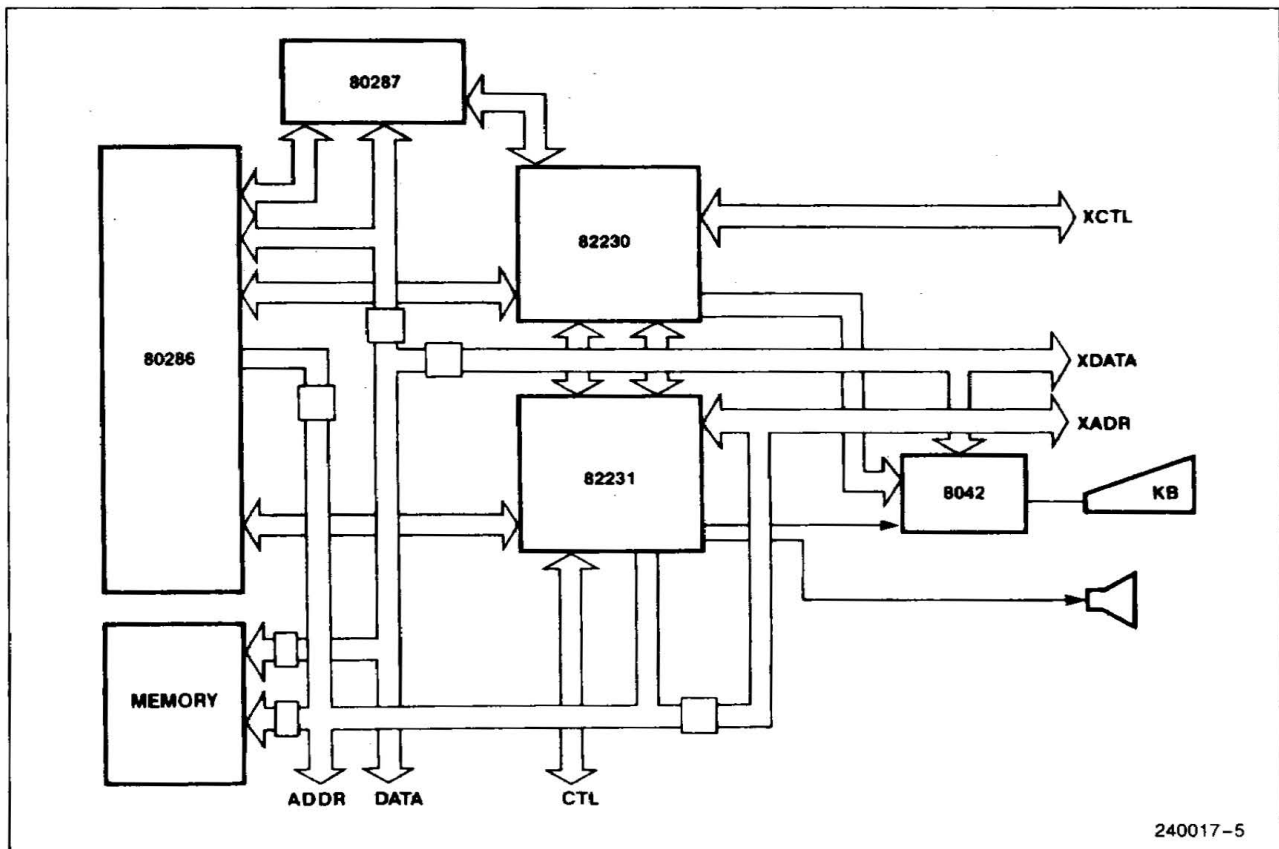 80287
80286
82230
XCTL
XDATA
XADR
82231
8042
KB
MEMORY
ADDR
DATA
CTL
240017-5